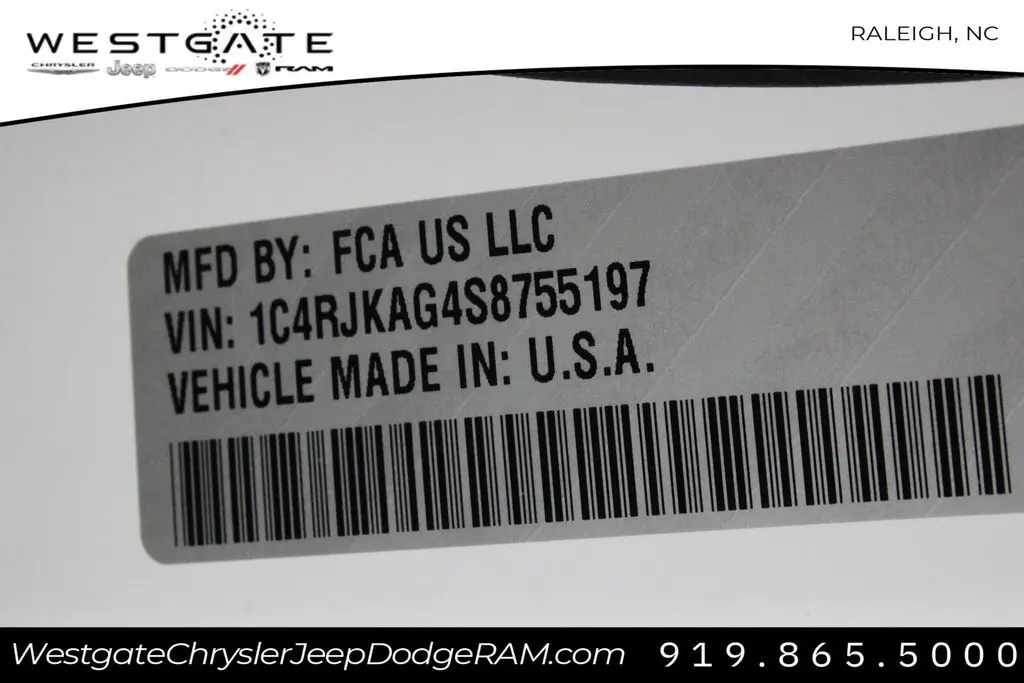 WESTGATE
RALEIGH, NC
CHRYSLER Jeep DODGE RAM
MFD BY: FCA US LLC
VIN: 1C4RJKAG4S8755197
VEHICLE MADE IN: U.S.A.
WestgateChryslerJeepDodgeRAM.com 919.865.5000